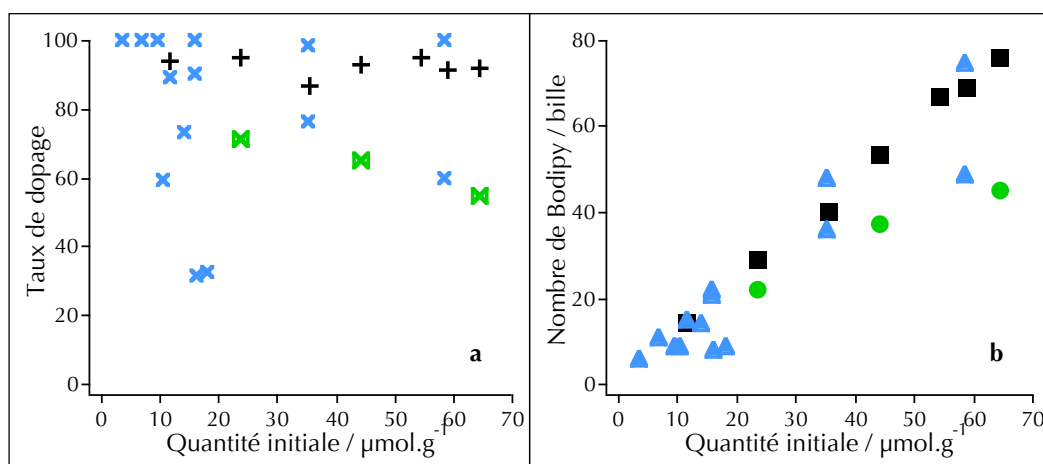 100
80
60
40
20
0
Taux de dopage
a
0 10 20 30 40 50 60 70
Quantité initiale / µmol.g⁻¹
80
60
40
20
0
Nombre de Bodipy / bille
b
0 10 20 30 40 50 60 70
Quantité initiale / µmol.g⁻¹